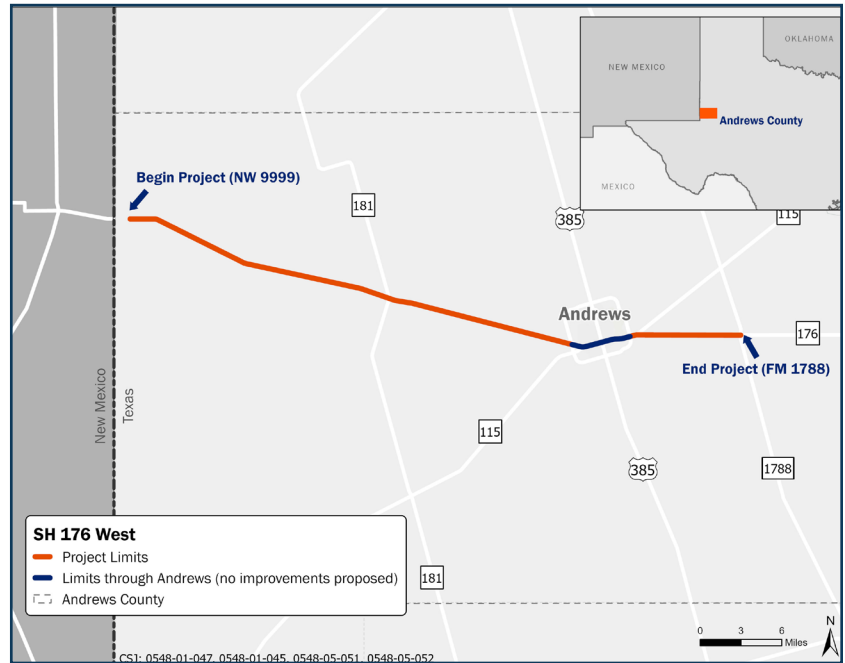 OKLAHOMA
NEW MEXICO
Andrews County
MEXICO
Begin Project (NW 9999)
181
385
115
Andrews
176
End Project (FM 1788)
New Mexico
Texas
115
385
1788
SH 176 West
Project Limits
Limits through Andrews (no improvements proposed)
Andrews County
181
0 3 6
Miles
N
CSJ: 0548-01-047, 0548-01-045, 0548-05-051, 0548-05-052